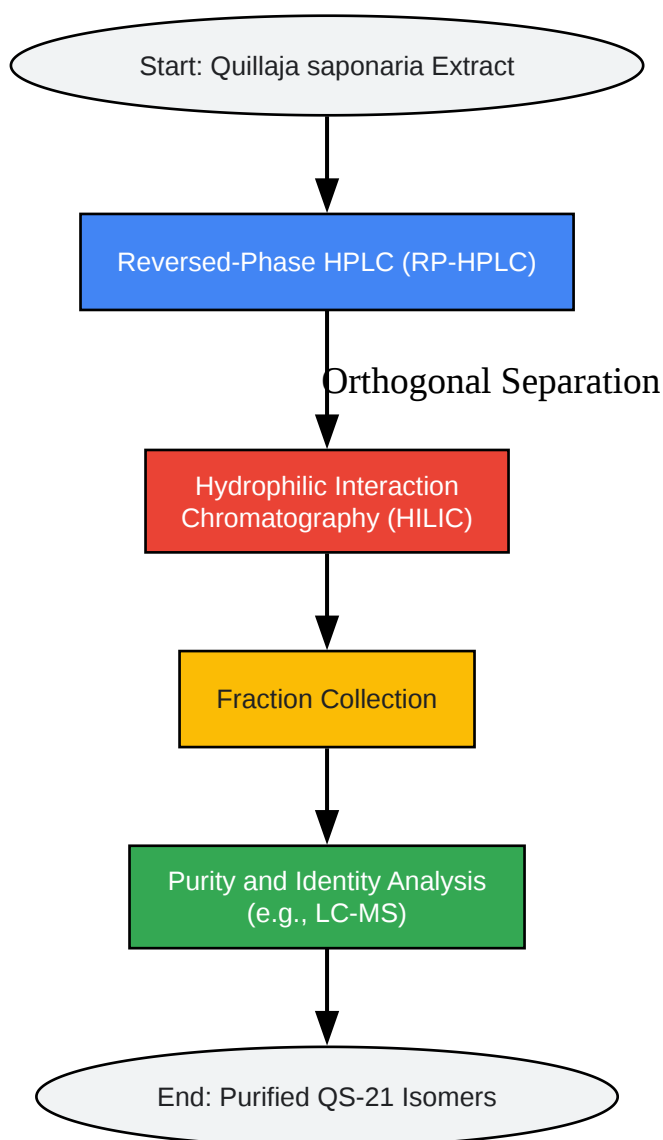 Start: Quillaja saponaria Extract
Reversed-Phase HPLC (RP-HPLC)
Orthogonal Separation
Hydrophilic Interaction
Chromatography (HILIC)
Fraction Collection
Purity and Identity Analysis
(e.g., LC-MS)
End: Purified QS-21 Isomers